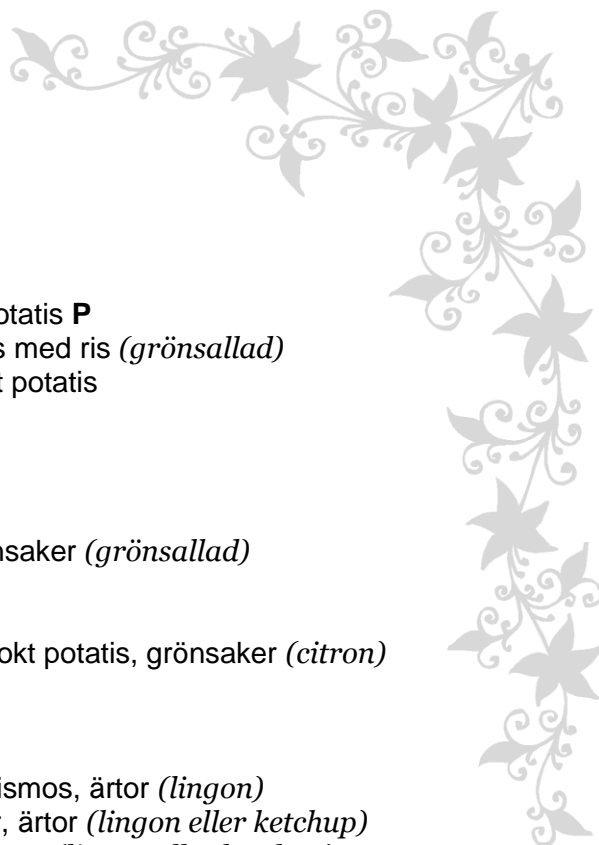 otatis P
s med ris (grönsallad)
t potatis
nsaker (grönsallad)
okt potatis, grönsaker (citron)
ismos, ärtor (lingon)
, ärtor (lingon eller ketchup)